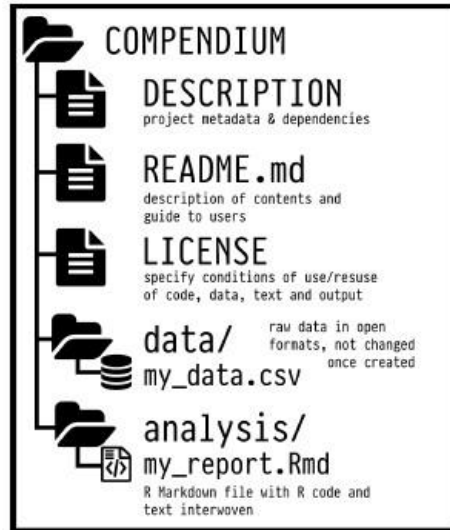 COMPENDIUM
DESCRIPTION
project metadata & dependencies
README.md
description of contents and
guide to users
LICENSE
specify conditions of use/resuse
of code, data, text and output
data/
raw data in open
formats, not changed
once created
my_data.csv
analysis/
my_report.Rmd
R Markdown file with R code and
text interwoven